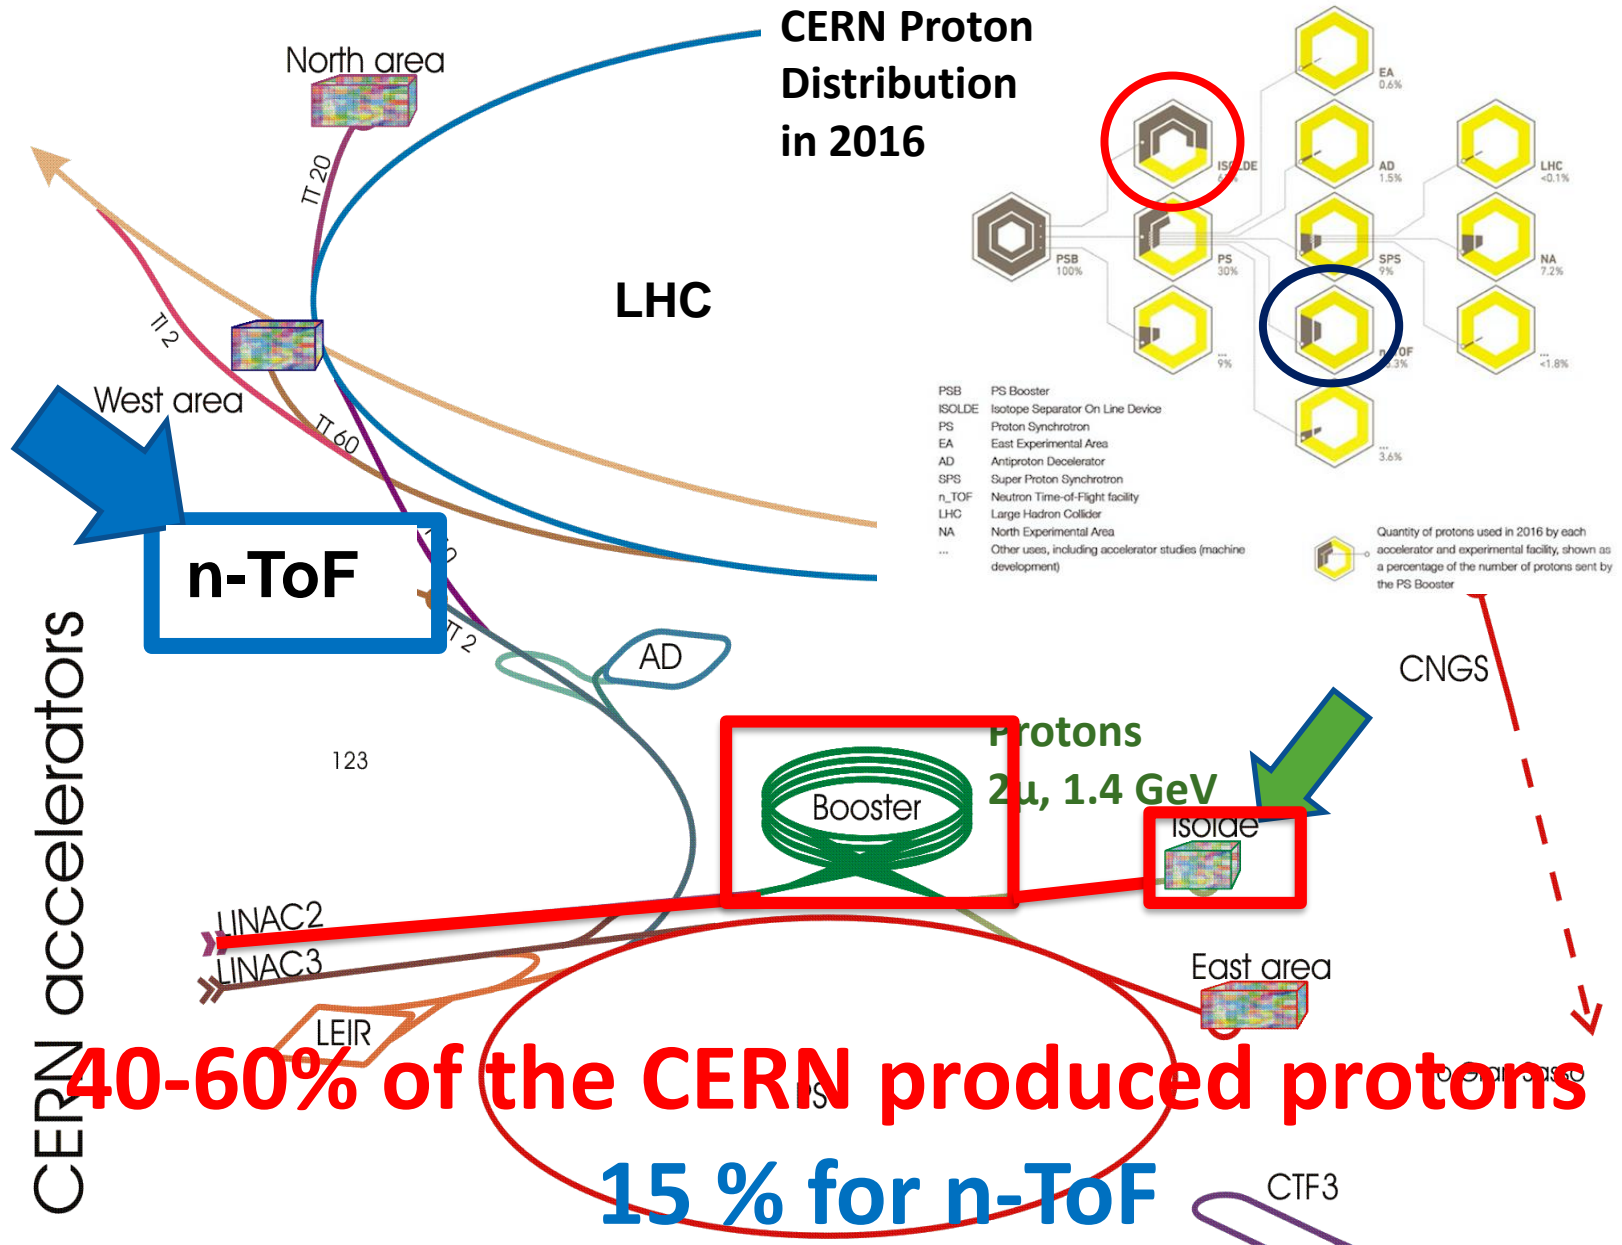 CERN Proton
Distribution
in 2016
North area
TT 20
LHC
TI 2
West area
TT 60
n-ToF
TT 2
CERN accelerators
AD
123
Booster
Protons
2µ, 1.4 GeV
Isolde
CNGS
LINAC2
LINAC3
LEIR
East area
PS
40-60% of the CERN produced protons
15 % for n-ToF
CTF3
EA
0.6%
ISOLDE
AD
1.5%
LHC
<0.1%
PSB
100%
PS
30%
SPS
9%
NA
7.2%
...
9%
n_TOF
...
<1.8%
...
3.6%
PSB PS Booster
ISOLDE Isotope Separator On Line Device
PS Proton Synchrotron
EA East Experimental Area
AD Antiproton Decelerator
SPS Super Proton Synchrotron
n_TOF Neutron Time-of-Flight facility
LHC Large Hadron Collider
NA North Experimental Area
... Other uses, including accelerator studies (machine
development)
Quantity of protons used in 2016 by each
accelerator and experimental facility, shown as
a percentage of the number of protons sent by
the PS Booster